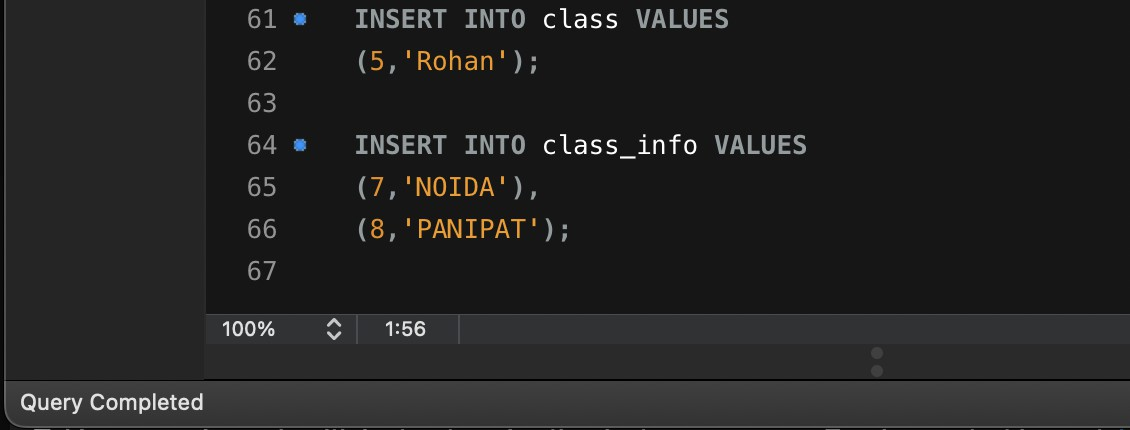 61 INSERT INTO class VALUES
62 (5,'Rohan');
63
64 INSERT INTO class_info VALUES
65 (7,'NOIDA'),
66 (8,'PANIPAT');
67
100% 1:56
Query Completed